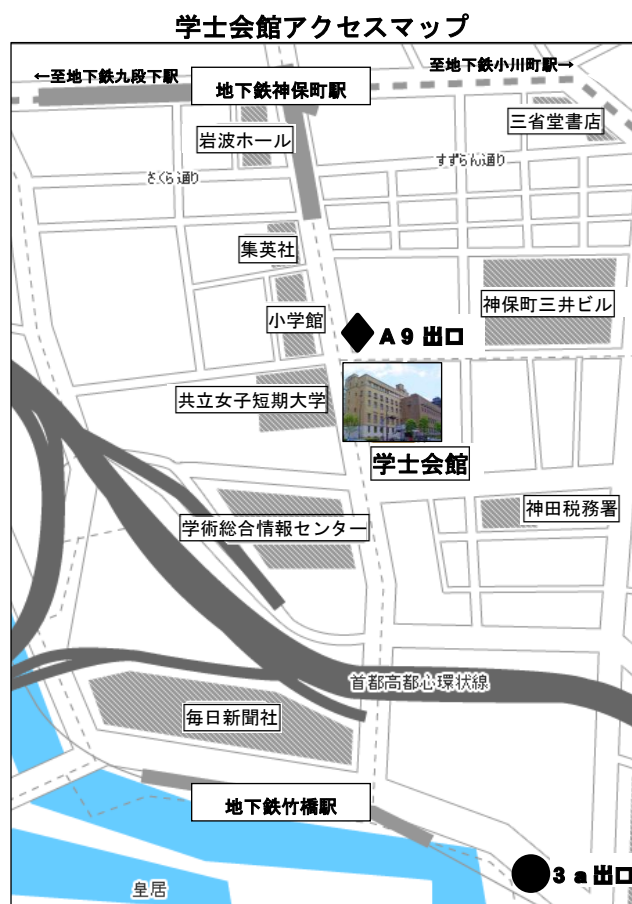 学士会館アクセスマップ
←至地下鉄九段下駅
至地下鉄小川町駅→
地下鉄神保町駅
三省堂書店
岩波ホール
すずらん通り
さくら通り
集英社
神保町三井ビル
小学館
A9 出口
共立女子短期大学
学士会館
神田税務署
学術総合情報センター
首都高都心環状線
毎日新聞社
地下鉄竹橋駅
3a出口
皇居